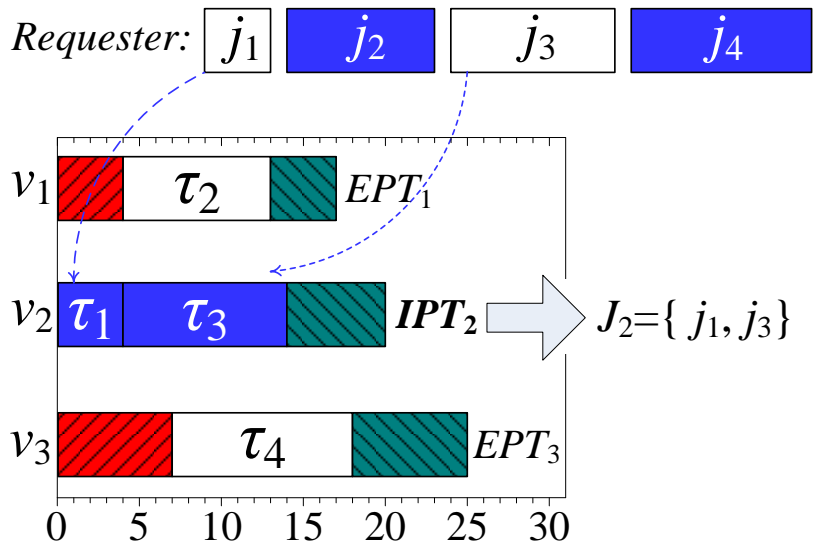 Requester: j₁ j₂ j₃ j₄
v₁ τ₂ EPT₁
v₂ τ₁ τ₃ IPT₂ J₂={ j₁, j₃}
v₃ τ₄ EPT₃
0 5 10 15 20 25 30